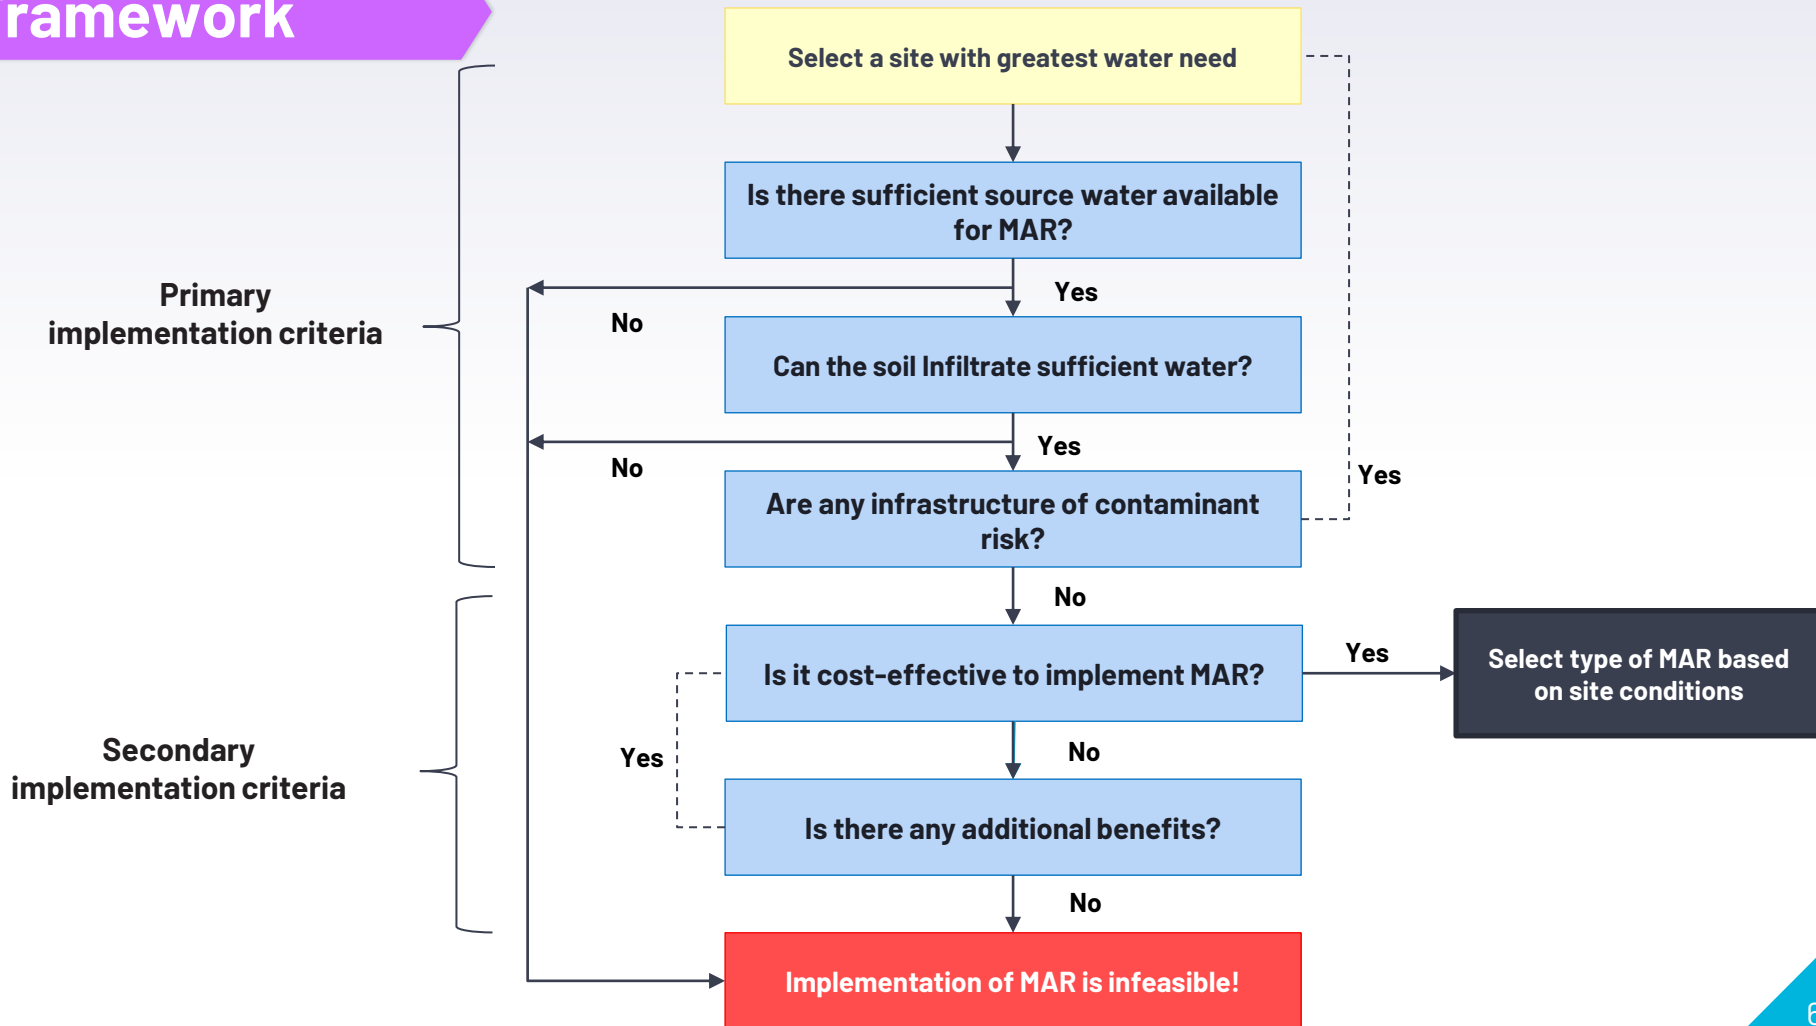 ramework
Select a site with greatest water need
Is there sufficient source water available
for MAR?
Yes
No
Primary
implementation criteria
Can the soil Infiltrate sufficient water?
Yes
No
Are any infrastructure of contaminant
risk?
Yes
No
Is it cost-effective to implement MAR?
Yes
Select type of MAR based
on site conditions
Secondary
implementation criteria
Yes
No
Is there any additional benefits?
No
Implementation of MAR is infeasible!